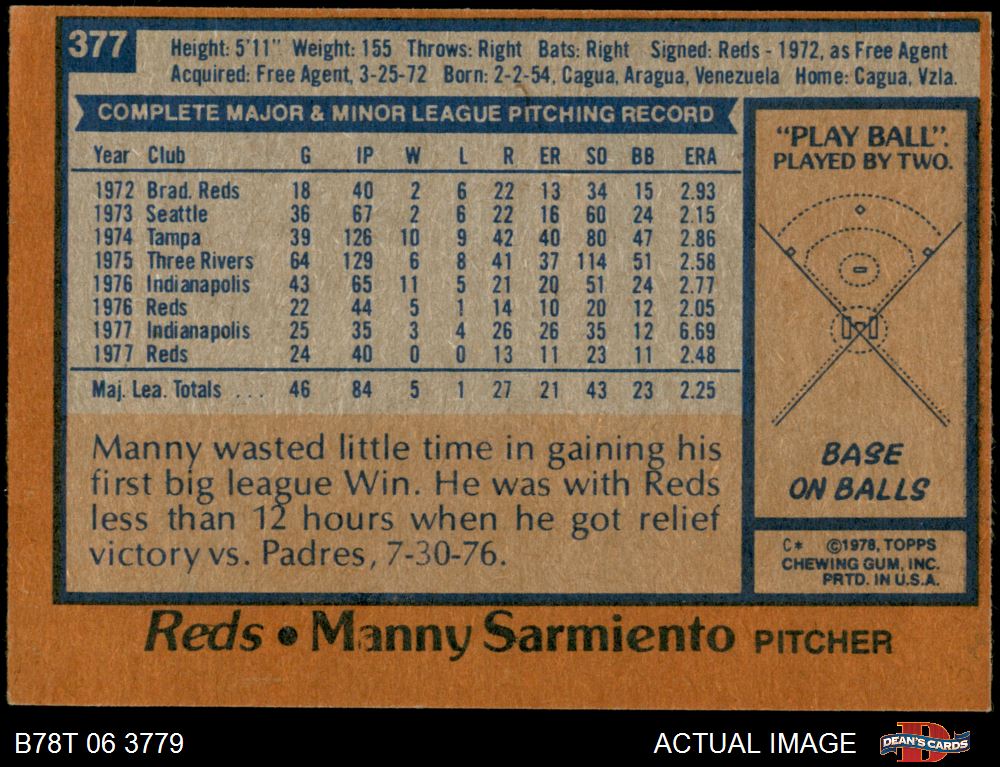 377
Height: 5'11" Weight: 155 Throws: Right Bats: Right Signed: Reds - 1972, as Free Agent
Acquired: Free Agent, 3-25-72 Born: 2-2-54, Cagua, Aragua, Venezuela Home: Cagua, Vzla.
COMPLETE MAJOR & MINOR LEAGUE PITCHING RECORD
Year Club G IP W L R ER SO BB ERA
1972 Brad. Reds 18 40 2 6 22 13 34 15 2.93
1973 Seattle 36 67 2 6 22 16 60 24 2.15
1974 Tampa 39 126 10 9 42 40 80 47 2.86
1975 Three Rivers 64 129 6 8 41 37 114 51 2.58
1976 Indianapolis 43 65 11 5 21 20 51 24 2.77
1976 Reds 22 44 5 1 14 10 20 12 2.05
1977 Indianapolis 25 35 3 4 26 26 35 12 6.69
1977 Reds 24 40 0 0 13 11 23 11 2.48
Maj. Lea. Totals . . . 46 84 5 1 27 21 43 23 2.25
Manny wasted little time in gaining his
first big league Win. He was with Reds
less than 12 hours when he got relief
victory vs. Padres, 7-30-76.
"PLAY BALL".
PLAYED BY TWO.
BASE
ON BALLS
C* ©1978, TOPPS
CHEWING GUM, INC.
PRTD. IN U.S.A.
Reds • Manny Sarmiento PITCHER
B78T 06 3779
ACTUAL IMAGE
D
DEAN'S CARDS